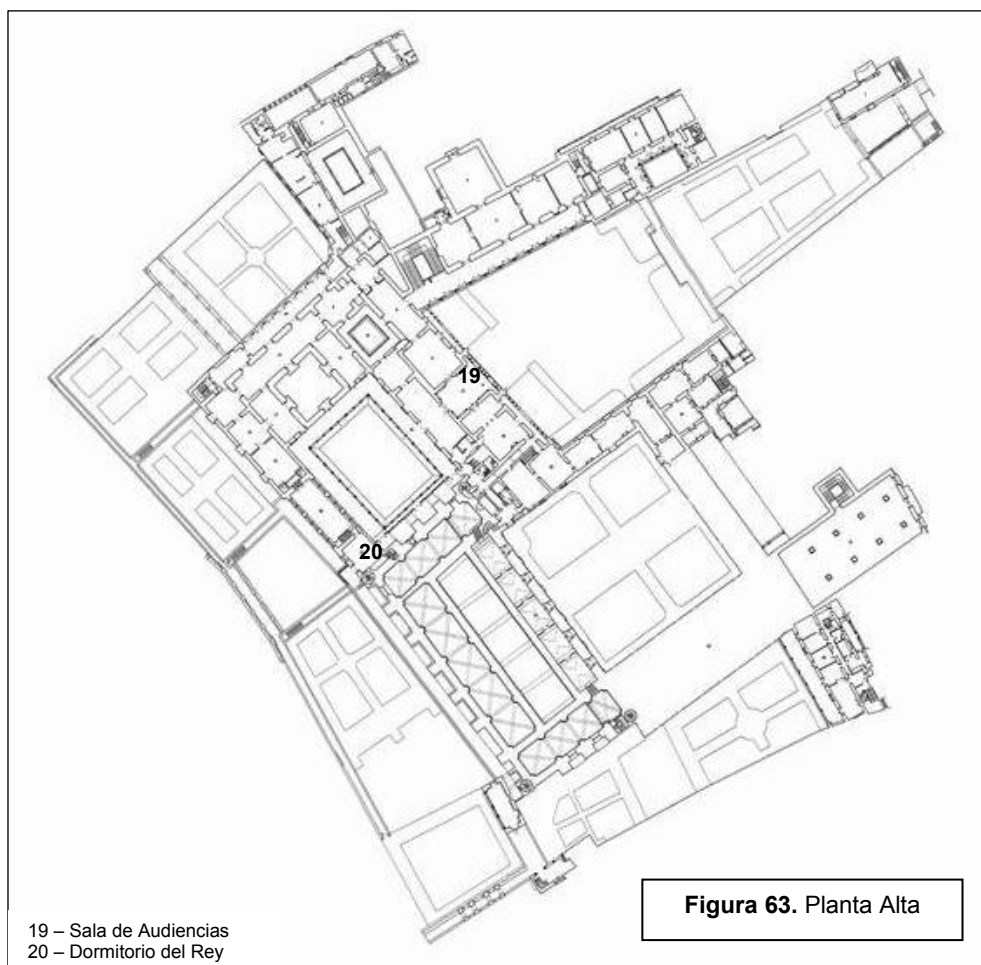 19
20
Figura 63. Planta Alta
19 – Sala de Audiencias
20 – Dormitorio del Rey